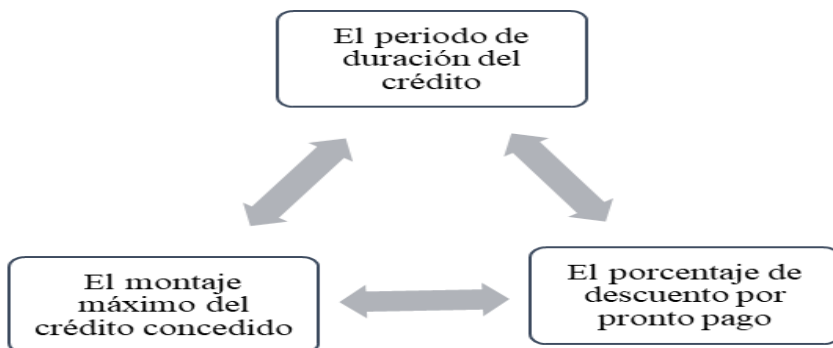 El periodo de
duración del
crédito
El montaje
máximo del
crédito concedido
El porcentaje de
descuento por
pronto pago